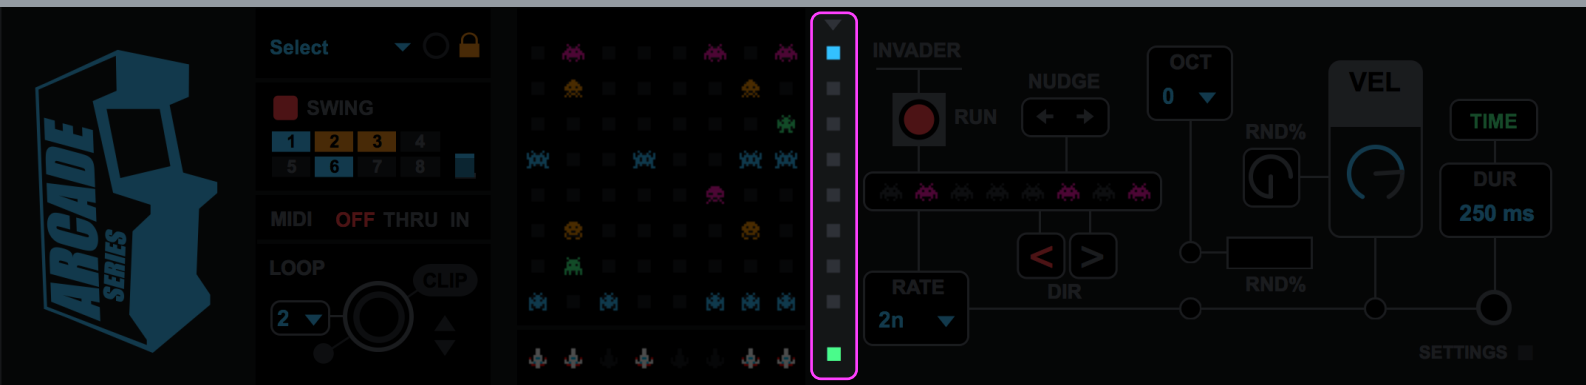 ARCADE
SERIES
Select
SWING
1 2 3 4
5 6 7 8
MIDI OFF THRU IN
LOOP
CLIP
2
INVADER
RUN
NUDGE
OCT
0
RND%
VEL
TIME
DUR
250 ms
< >
DIR
RATE
2n
RND%
SETTINGS